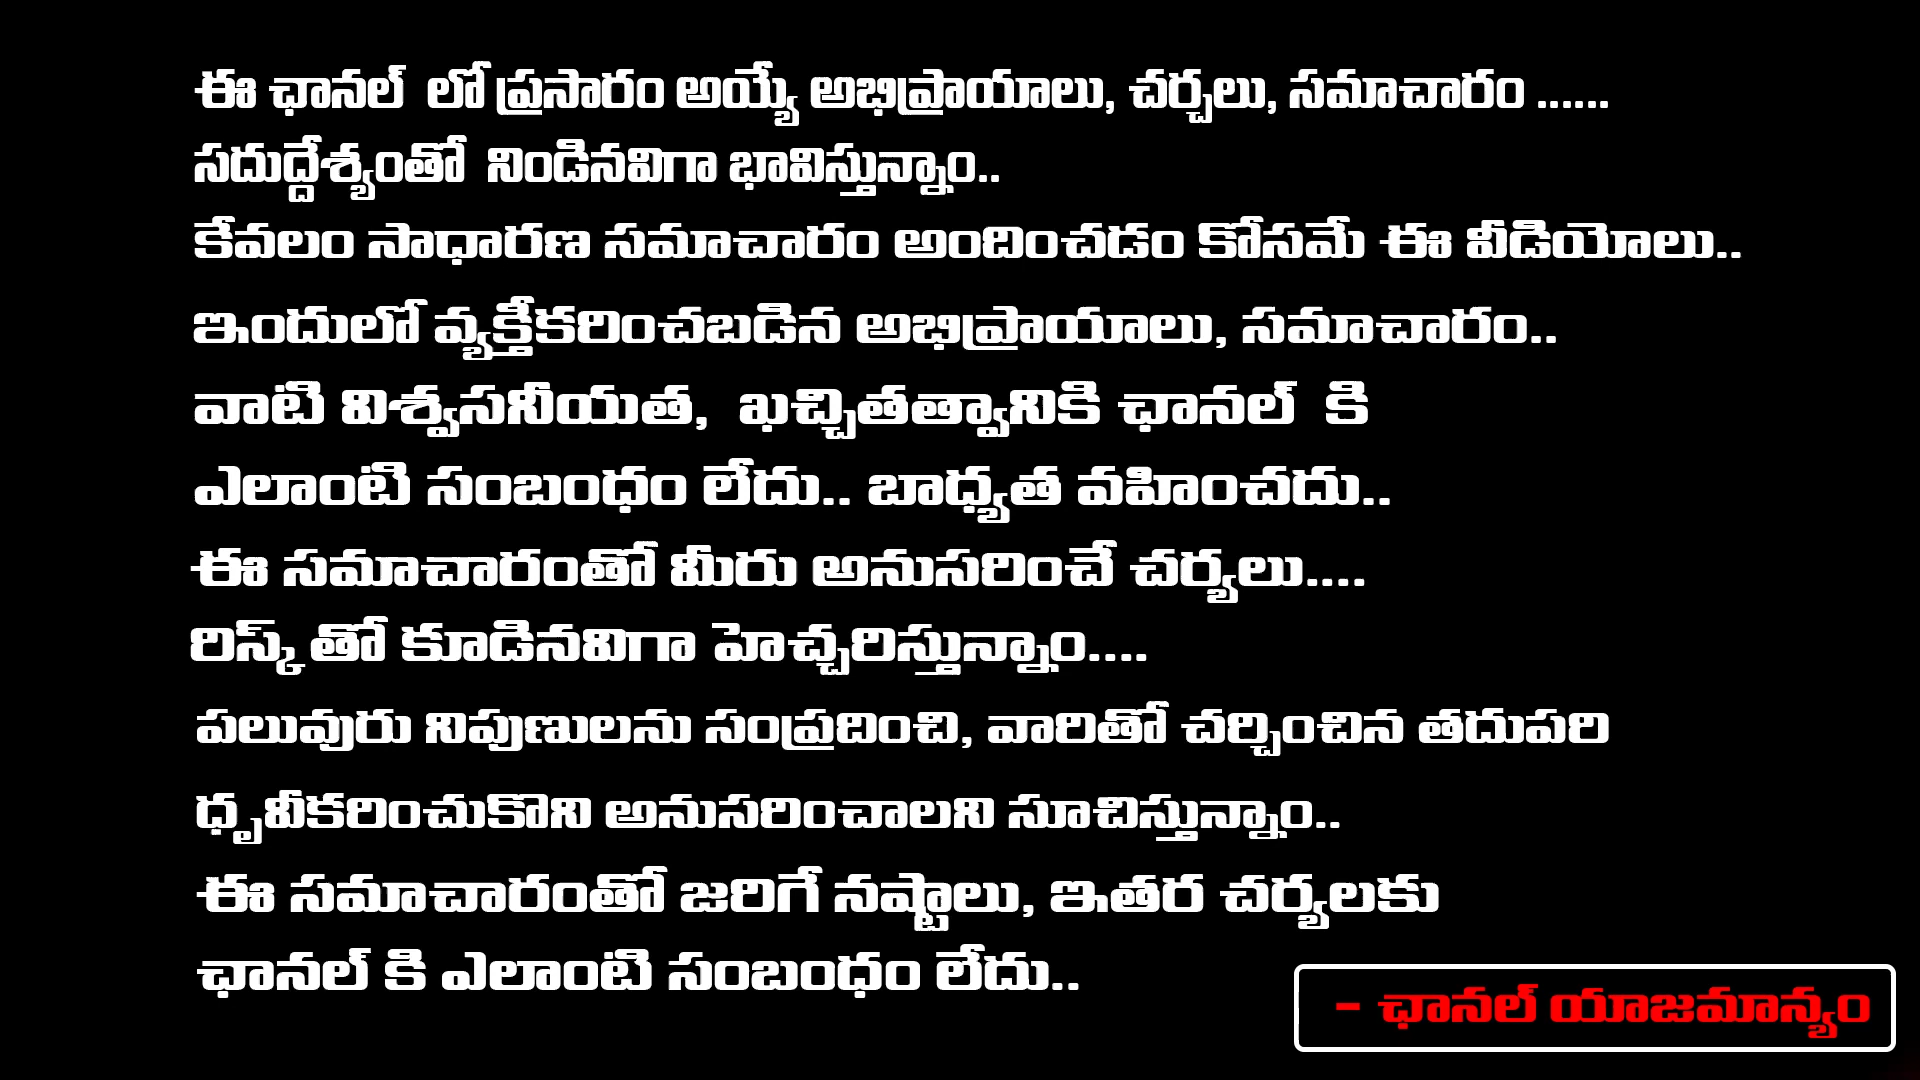 ఈ ఛానల్ లో ప్రసారం అయ్యే అభిప్రాయాలు, చర్చలు, సమాచారం ......
సదుద్దేశ్యంతో నిండినవిగా భావిస్తున్నాం..
కేవలం సాధారణ సమాచారం అందించడం కోసమే ఈ వీడియోలు..
ఇందులో వ్యక్తీకరించబడిన అభిప్రాయాలు, సమాచారం..
వాటి విశ్వసనీయత, ఖచ్చితత్వానికి ఛానల్ కి
ఎలాంటి సంబంధం లేదు.. బాధ్యత వహించదు..
ఈ సమాచారంతో మీరు అనుసరించే చర్యలు....
రిస్క్ తో కూడినవిగా హెచ్చరిస్తున్నాం....
పలువురు నిపుణులను సంప్రదించి, వారితో చర్చించిన తదుపరి
ధృవీకరించుకొని అనుసరించాలని సూచిస్తున్నాం..
ఈ సమాచారంతో జరిగే నష్టాలు, ఇతర చర్యలకు
ఛానల్ కి ఎలాంటి సంబంధం లేదు..
- ఛానల్ యాజమాన్యం